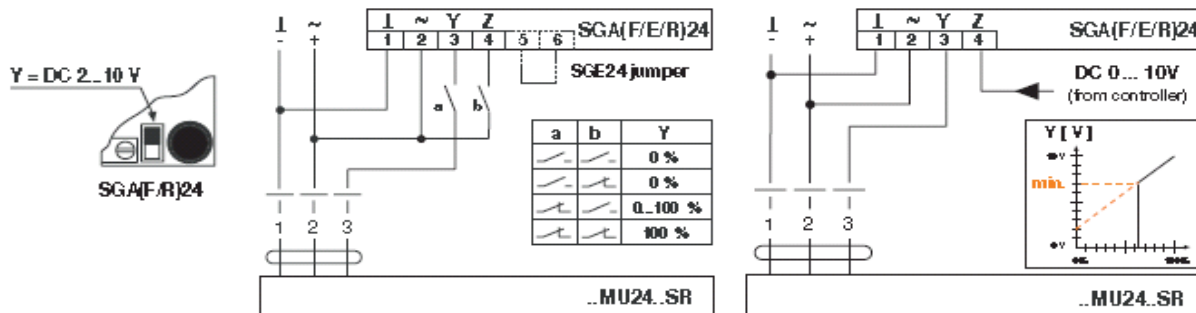 Y = DC 2...10 V
SGA(F/R)24
⊥ ~
- +
⊥ ~ Y Z
1 2 3 4 5 6
SGA(F/E/R)24
SGE24 jumper
a b
a b Y
0 %
0 %
0...100 %
100 %
1 2 3
..MU24..SR
⊥ ~
- +
⊥ ~ Y Z
1 2 3 4
SGA(F/E/R)24
DC 0... 10V
(from controller)
Y [ V ]
min.
1 2 3
..MU24..SR